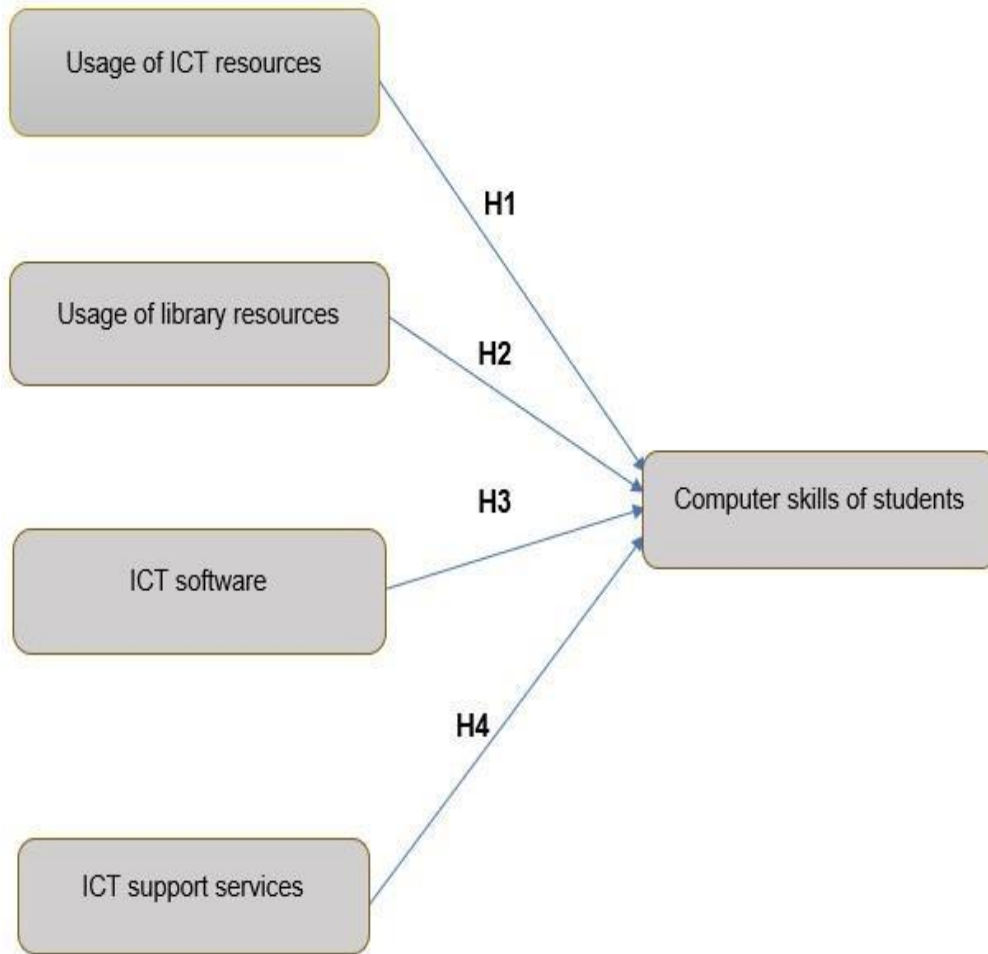 Usage of ICT resources
H1
Usage of library resources
H2
H3
Computer skills of students
ICT software
H4
ICT support services